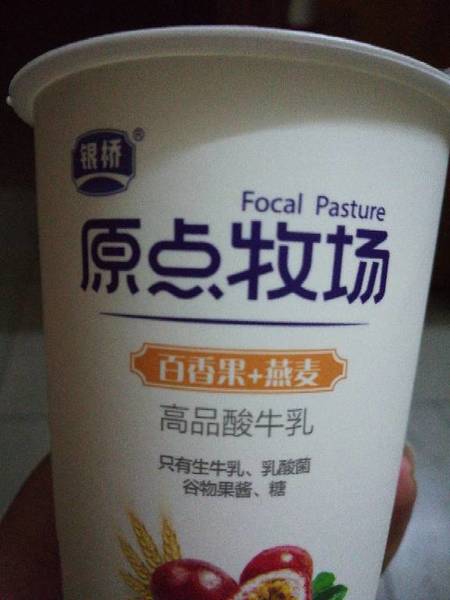 银桥®
Focal Pasture
原点牧场
百香果+燕麦
高品酸牛乳
只有生牛乳、乳酸菌
谷物果酱、糖